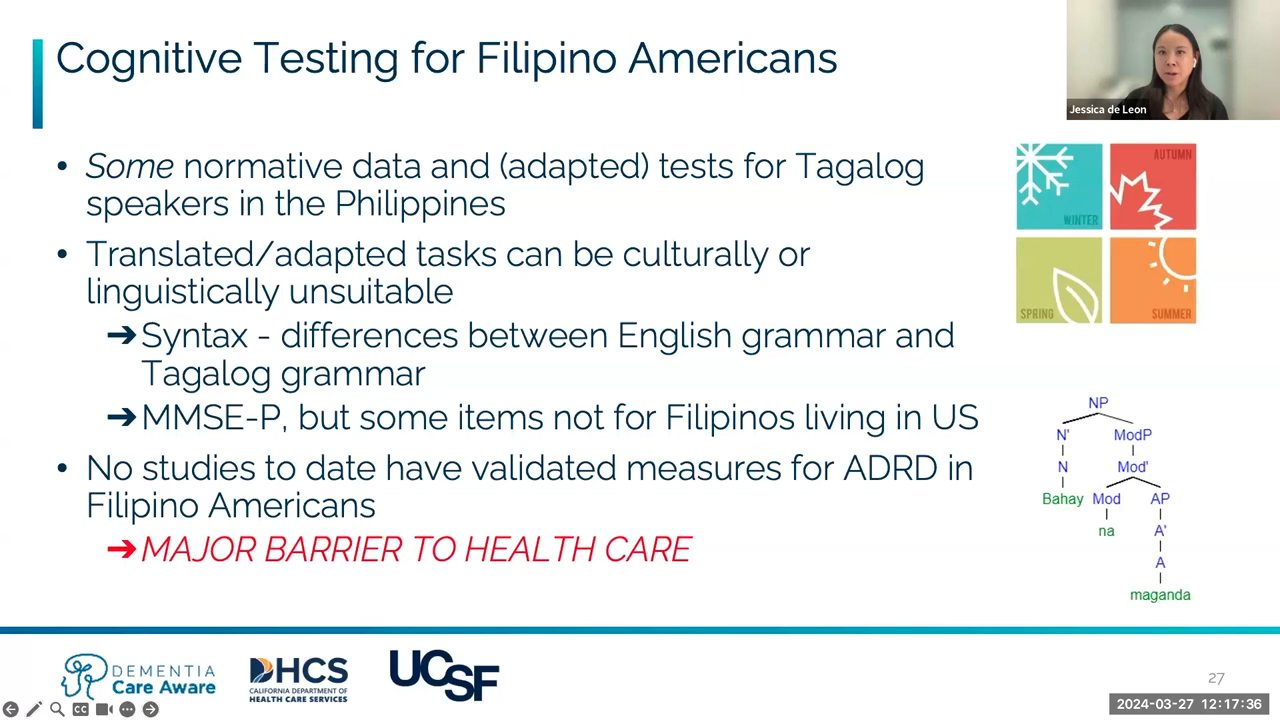 Cognitive Testing for Filipino Americans
Jessica de Leon
• Some normative data and (adapted) tests for Tagalog
speakers in the Philippines
• Translated/adapted tasks can be culturally or
linguistically unsuitable
➔Syntax - differences between English grammar and
Tagalog grammar
➔MMSE-P, but some items not for Filipinos living in US
• No studies to date have validated measures for ADRD in
Filipino Americans
➔MAJOR BARRIER TO HEALTH CARE
WINTER
AUTUMN
SPRING
SUMMER
NP
N' ModP
N Mod'
Bahay Mod AP
na A'
A
maganda
DEMENTIA
Care Aware
DHCS
CALIFORNIA DEPARTMENT OF
HEALTH CARE SERVICES
UCSF
27
CC
2024-03-27 12:17:36